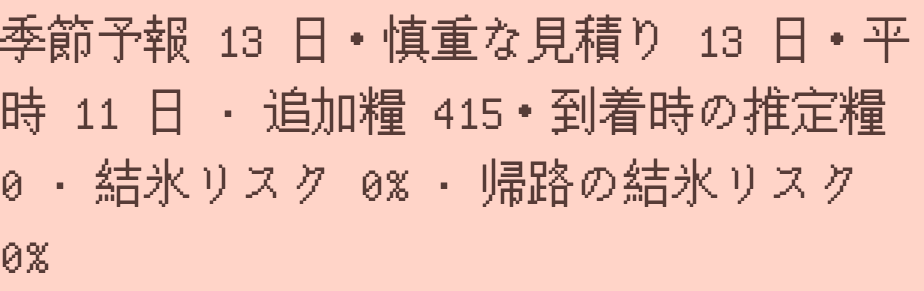 季節予報 13 日・慎重な見積り 13 日・平
時 11 日 · 追加糧 415・到着時の推定糧
0 · 結氷リスク 0% · 帰路の結氷リスク
0%